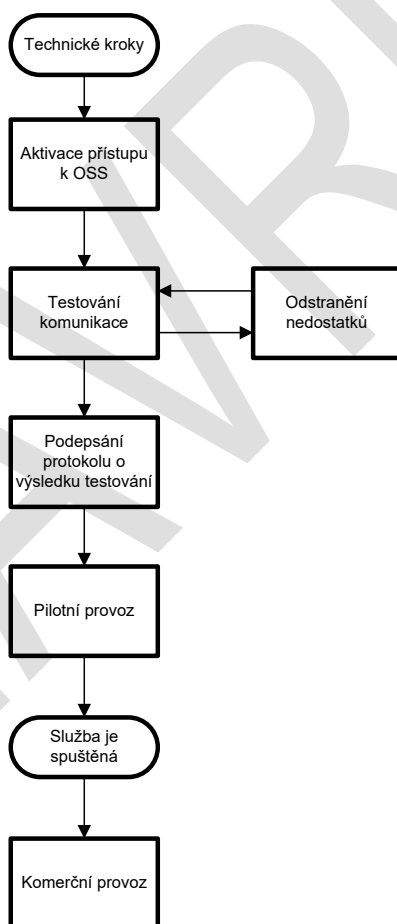 Technické kroky
Aktivace přístupu
k OSS
Testování
komunikace
Odstranění
nedostatků
Podepsání
protokolu o
výsledku testování
Pilotní provoz
Služba je
spuštěná
Komerční provoz